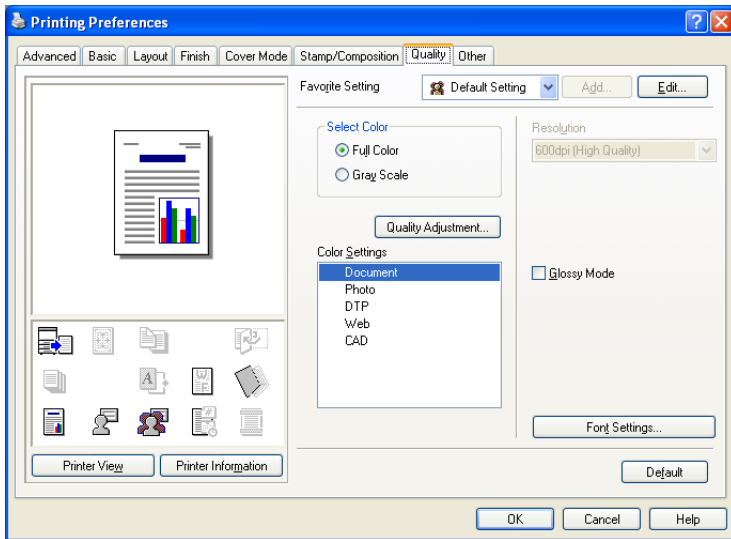 Printing Preferences
Advanced Basic Layout Finish Cover Mode Stamp/Composition Quality Other
Favorite Setting Default Setting Add... Edit...
Select Color
Full Color
Gray Scale
Resolution
600dpi (High Quality)
Quality Adjustment...
Color Settings
Document
Photo
DTP
Web
CAD
Glossy Mode
Font Settings...
Printer View Printer Information
Default
OK Cancel Help